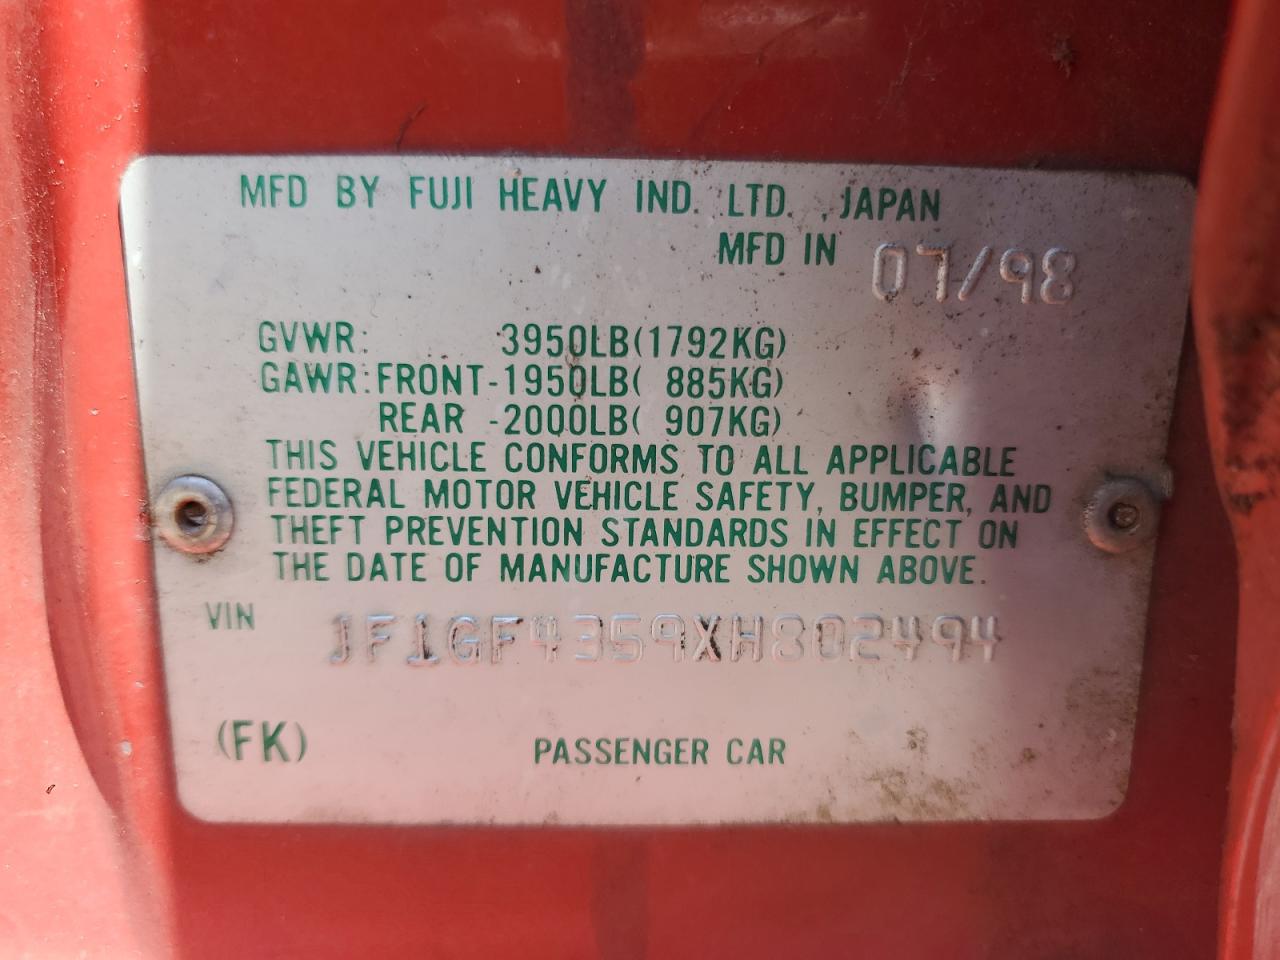 MFD BY FUJI HEAVY IND. LTD. , JAPAN
MFD IN 07/98
GVWR: 3950LB(1792KG)
GAWR:FRONT-1950LB( 885KG)
REAR -2000LB( 907KG)
THIS VEHICLE CONFORMS TO ALL APPLICABLE
FEDERAL MOTOR VEHICLE SAFETY, BUMPER, AND
THEFT PREVENTION STANDARDS IN EFFECT ON
THE DATE OF MANUFACTURE SHOWN ABOVE.
VIN JF1GF4359XH802494
(FK) PASSENGER CAR